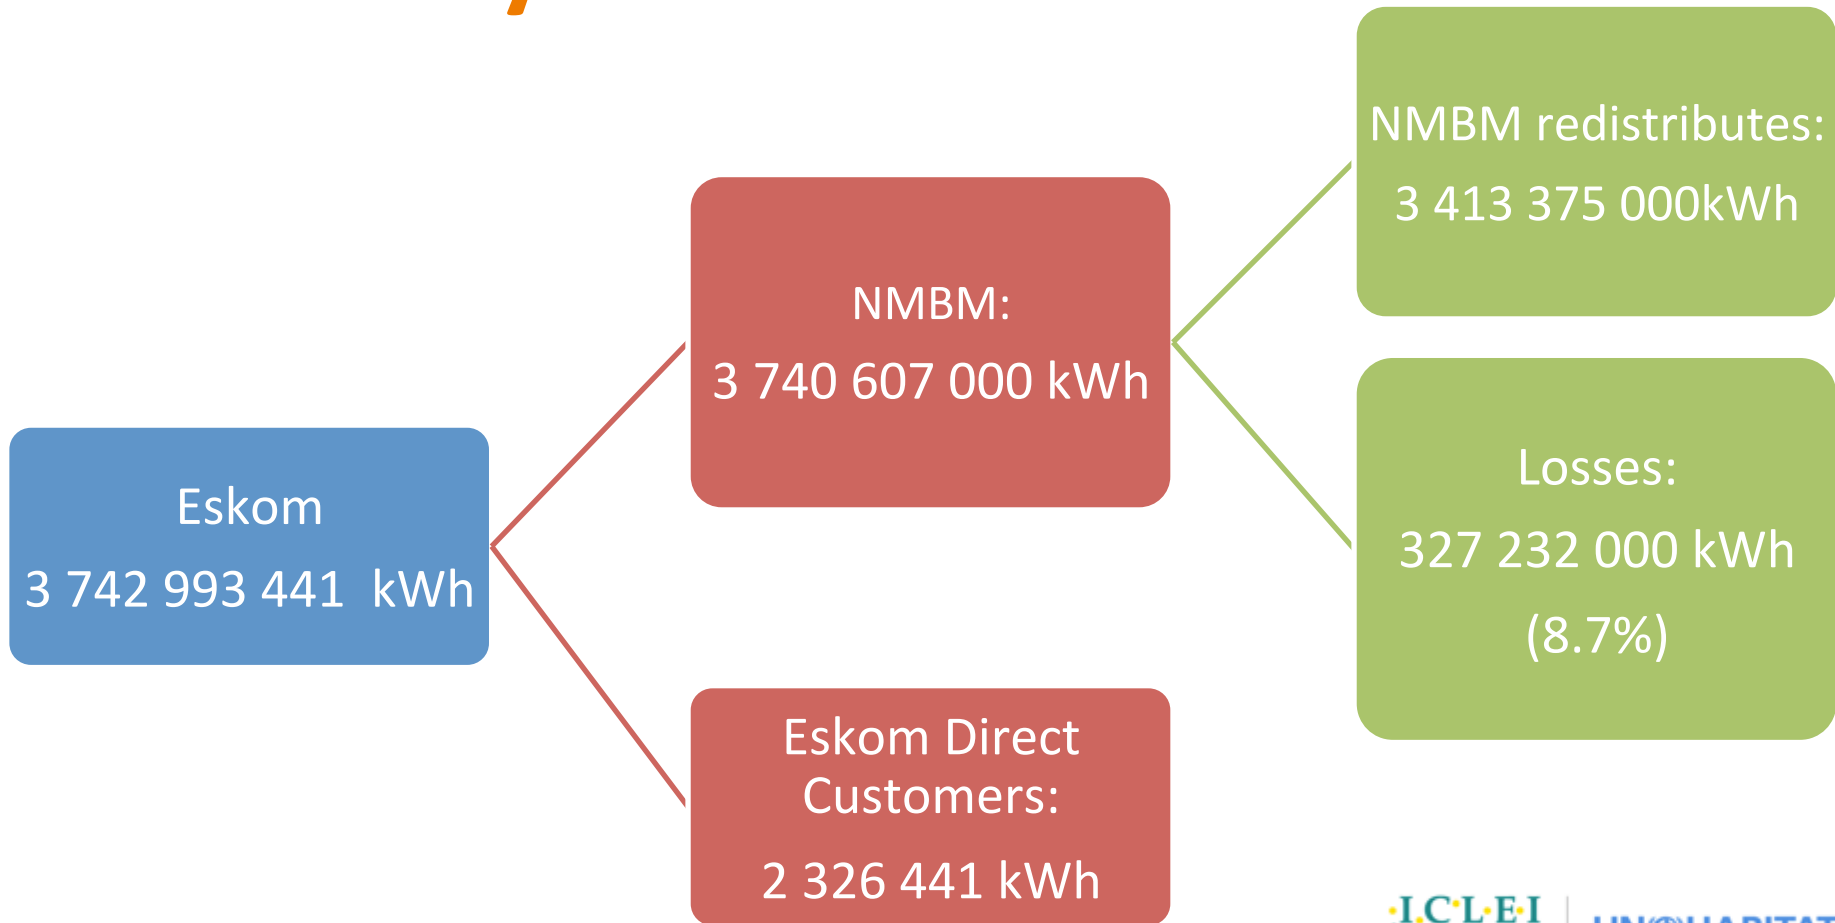 Eskom
3 742 993 441 kWh
NMBM:
3 740 607 000 kWh
Eskom Direct
Customers:
2 326 441 kWh
NMBM redistributes:
3 413 375 000kWh
Losses:
327 232 000 kWh
(8.7%)
·I.C·L·E·I